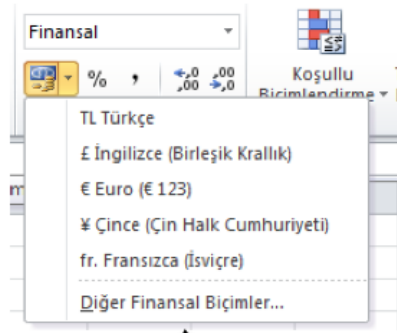 Finansal
% , ,0 ,00 ,00 ,0
Koşullu
Biçimlendirme
TL Türkçe
£ İngilizce (Birleşik Krallık)
€ Euro (€ 123)
¥ Çince (Çin Halk Cumhuriyeti)
fr. Fransızca (İsviçre)
Diğer Finansal Biçimler...